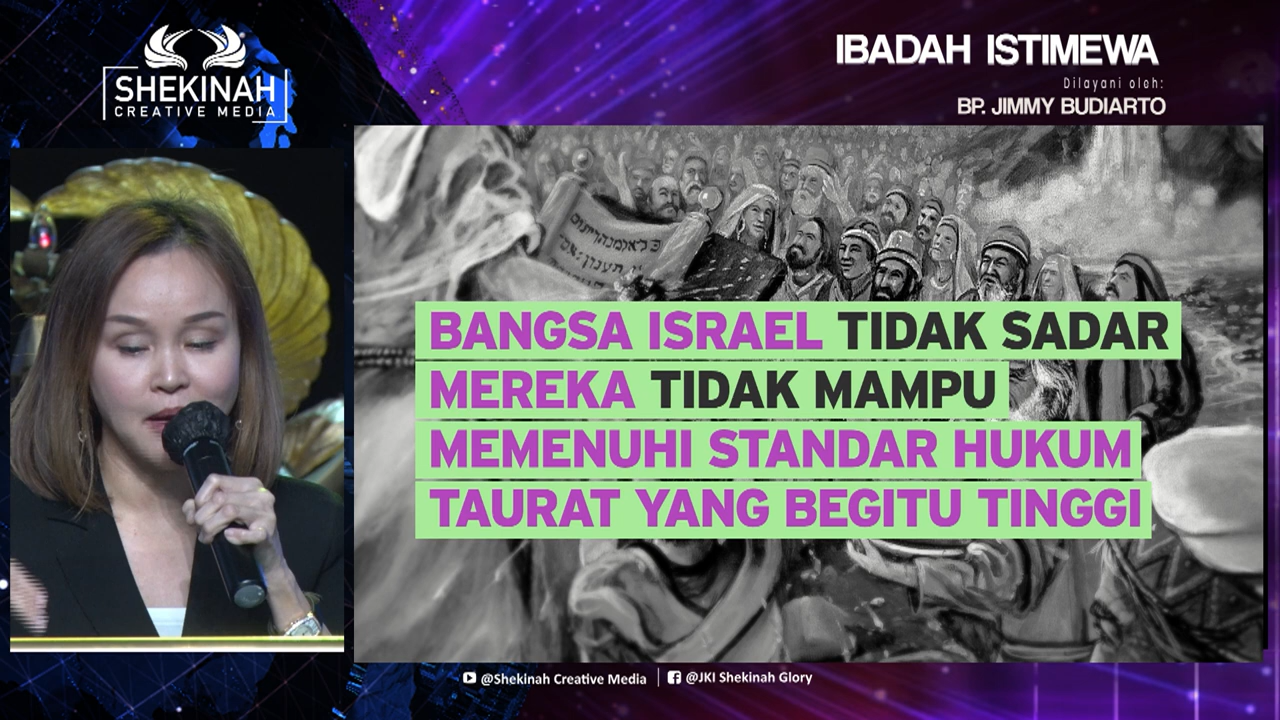 SHEKINAH
CREATIVE MEDIA
IBADAH ISTIMEWA
Dilayani oleh:
BP. JIMMY BUDIARTO
BANGSA ISRAEL TIDAK SADAR
MEREKA TIDAK MAMPU
MEMENUHI STANDAR HUKUM
TAURAT YANG BEGITU TINGGI
@Shekinah Creative Media
@JKI Shekinah Glory